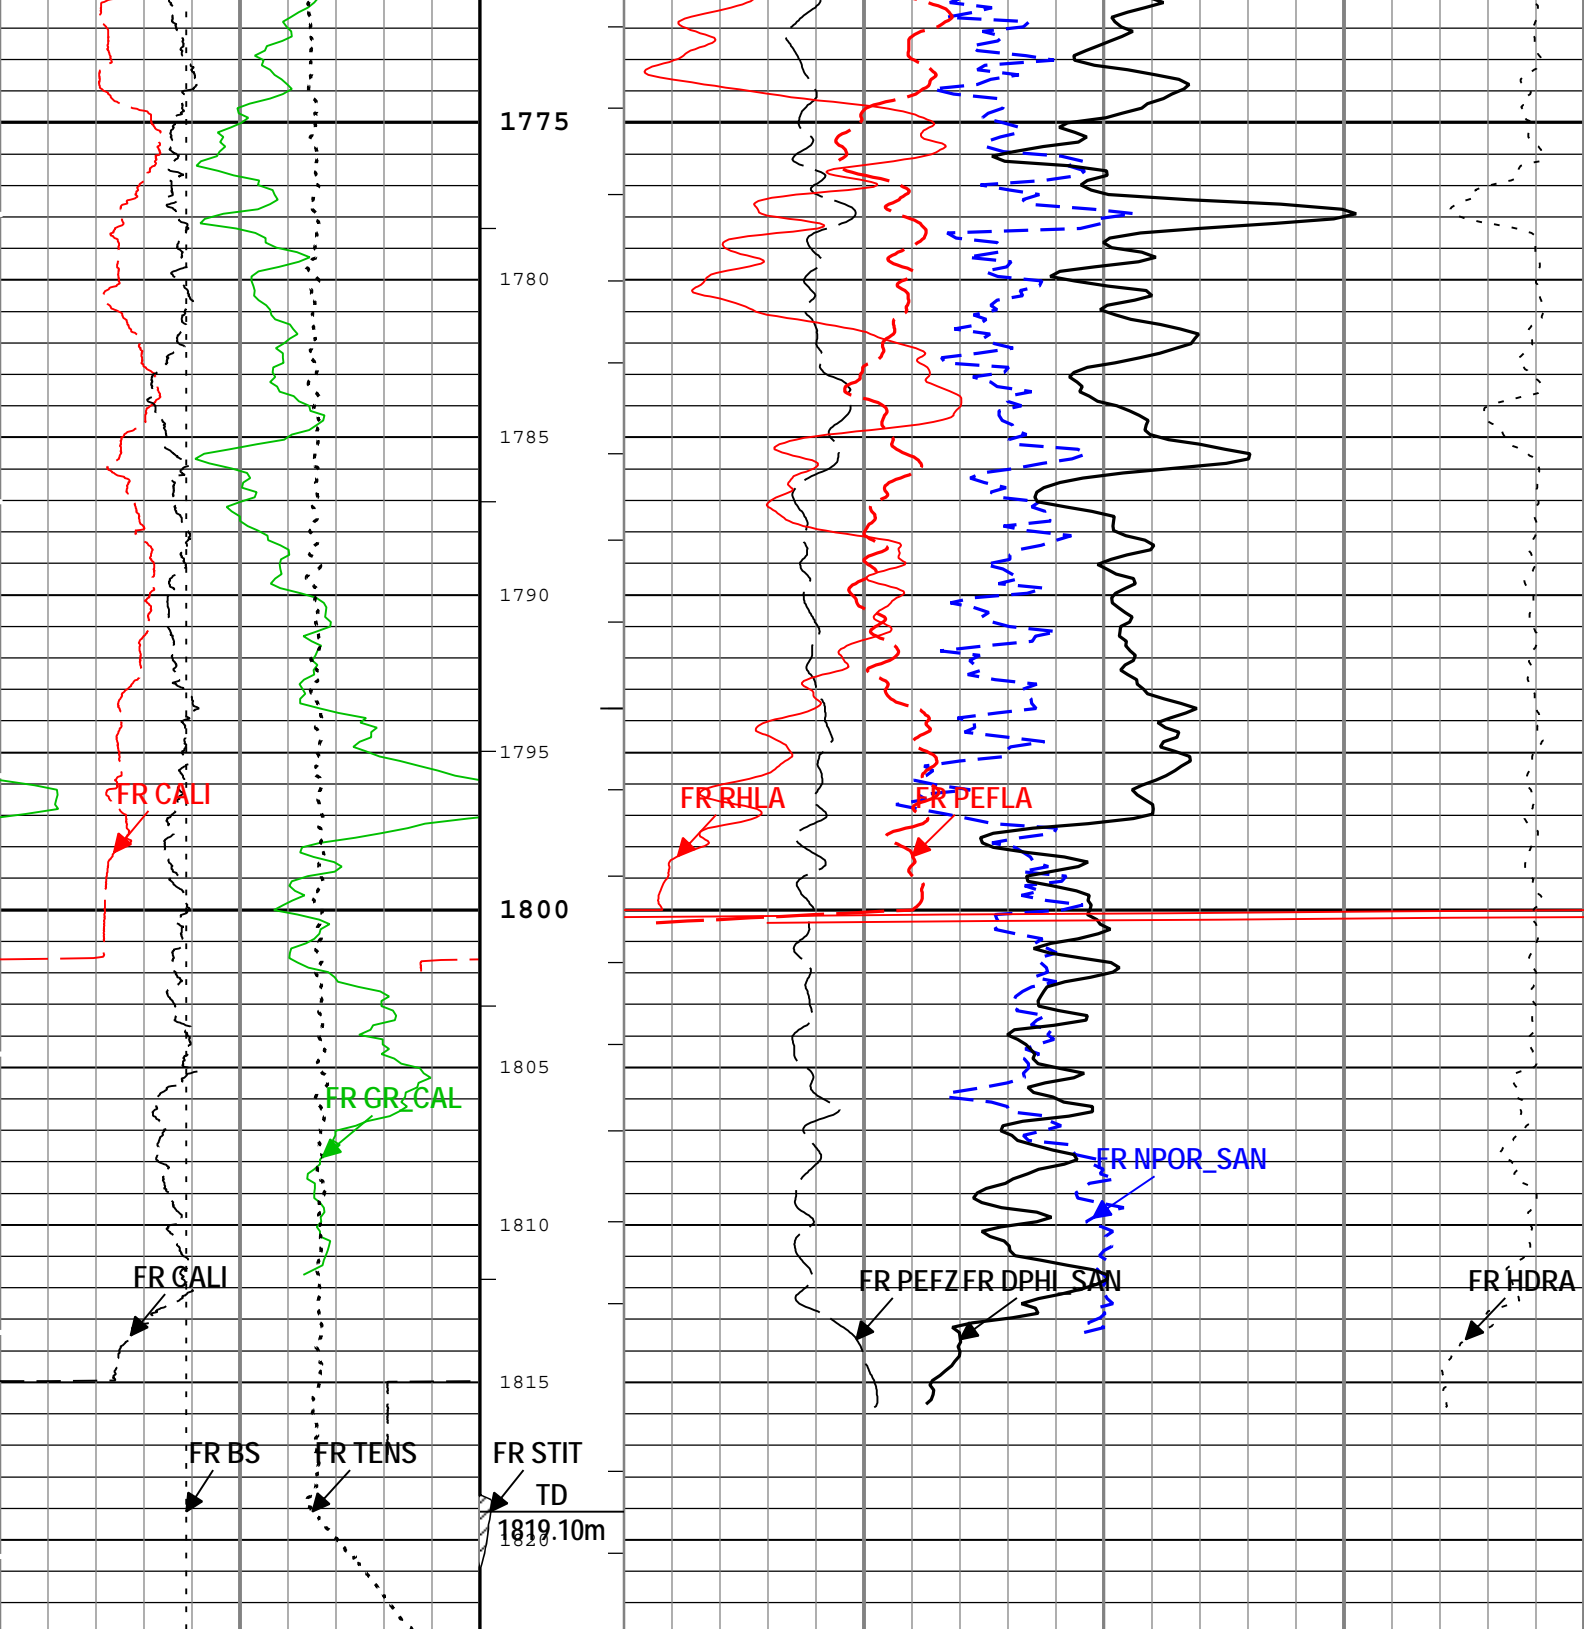 1775
1780
1785
1790
1795
FR CALI
FR RHLA
FR PEFLA
1800
1805
FR GR_CAL
FR NPOR_SAN
1810
FR CALI
FR PEFZ
FR DPHI_SAN
FR HDRA
1815
FR BS
FR TENS
FR STIT
TD
1819.10m
1820